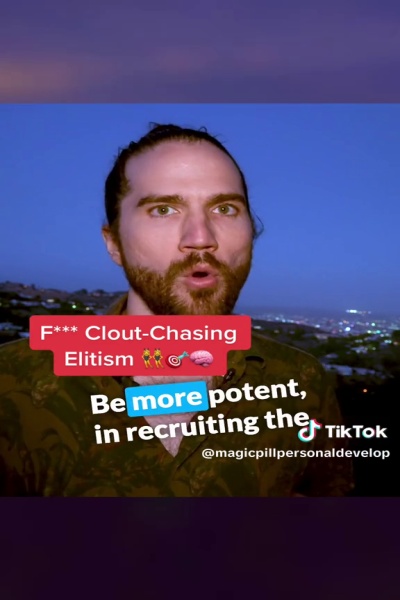 F*** Clout-Chasing
Elitism 👯🎯🧠
Be more potent,
in recruiting the
TikTok
@magicpillpersonaldevelop